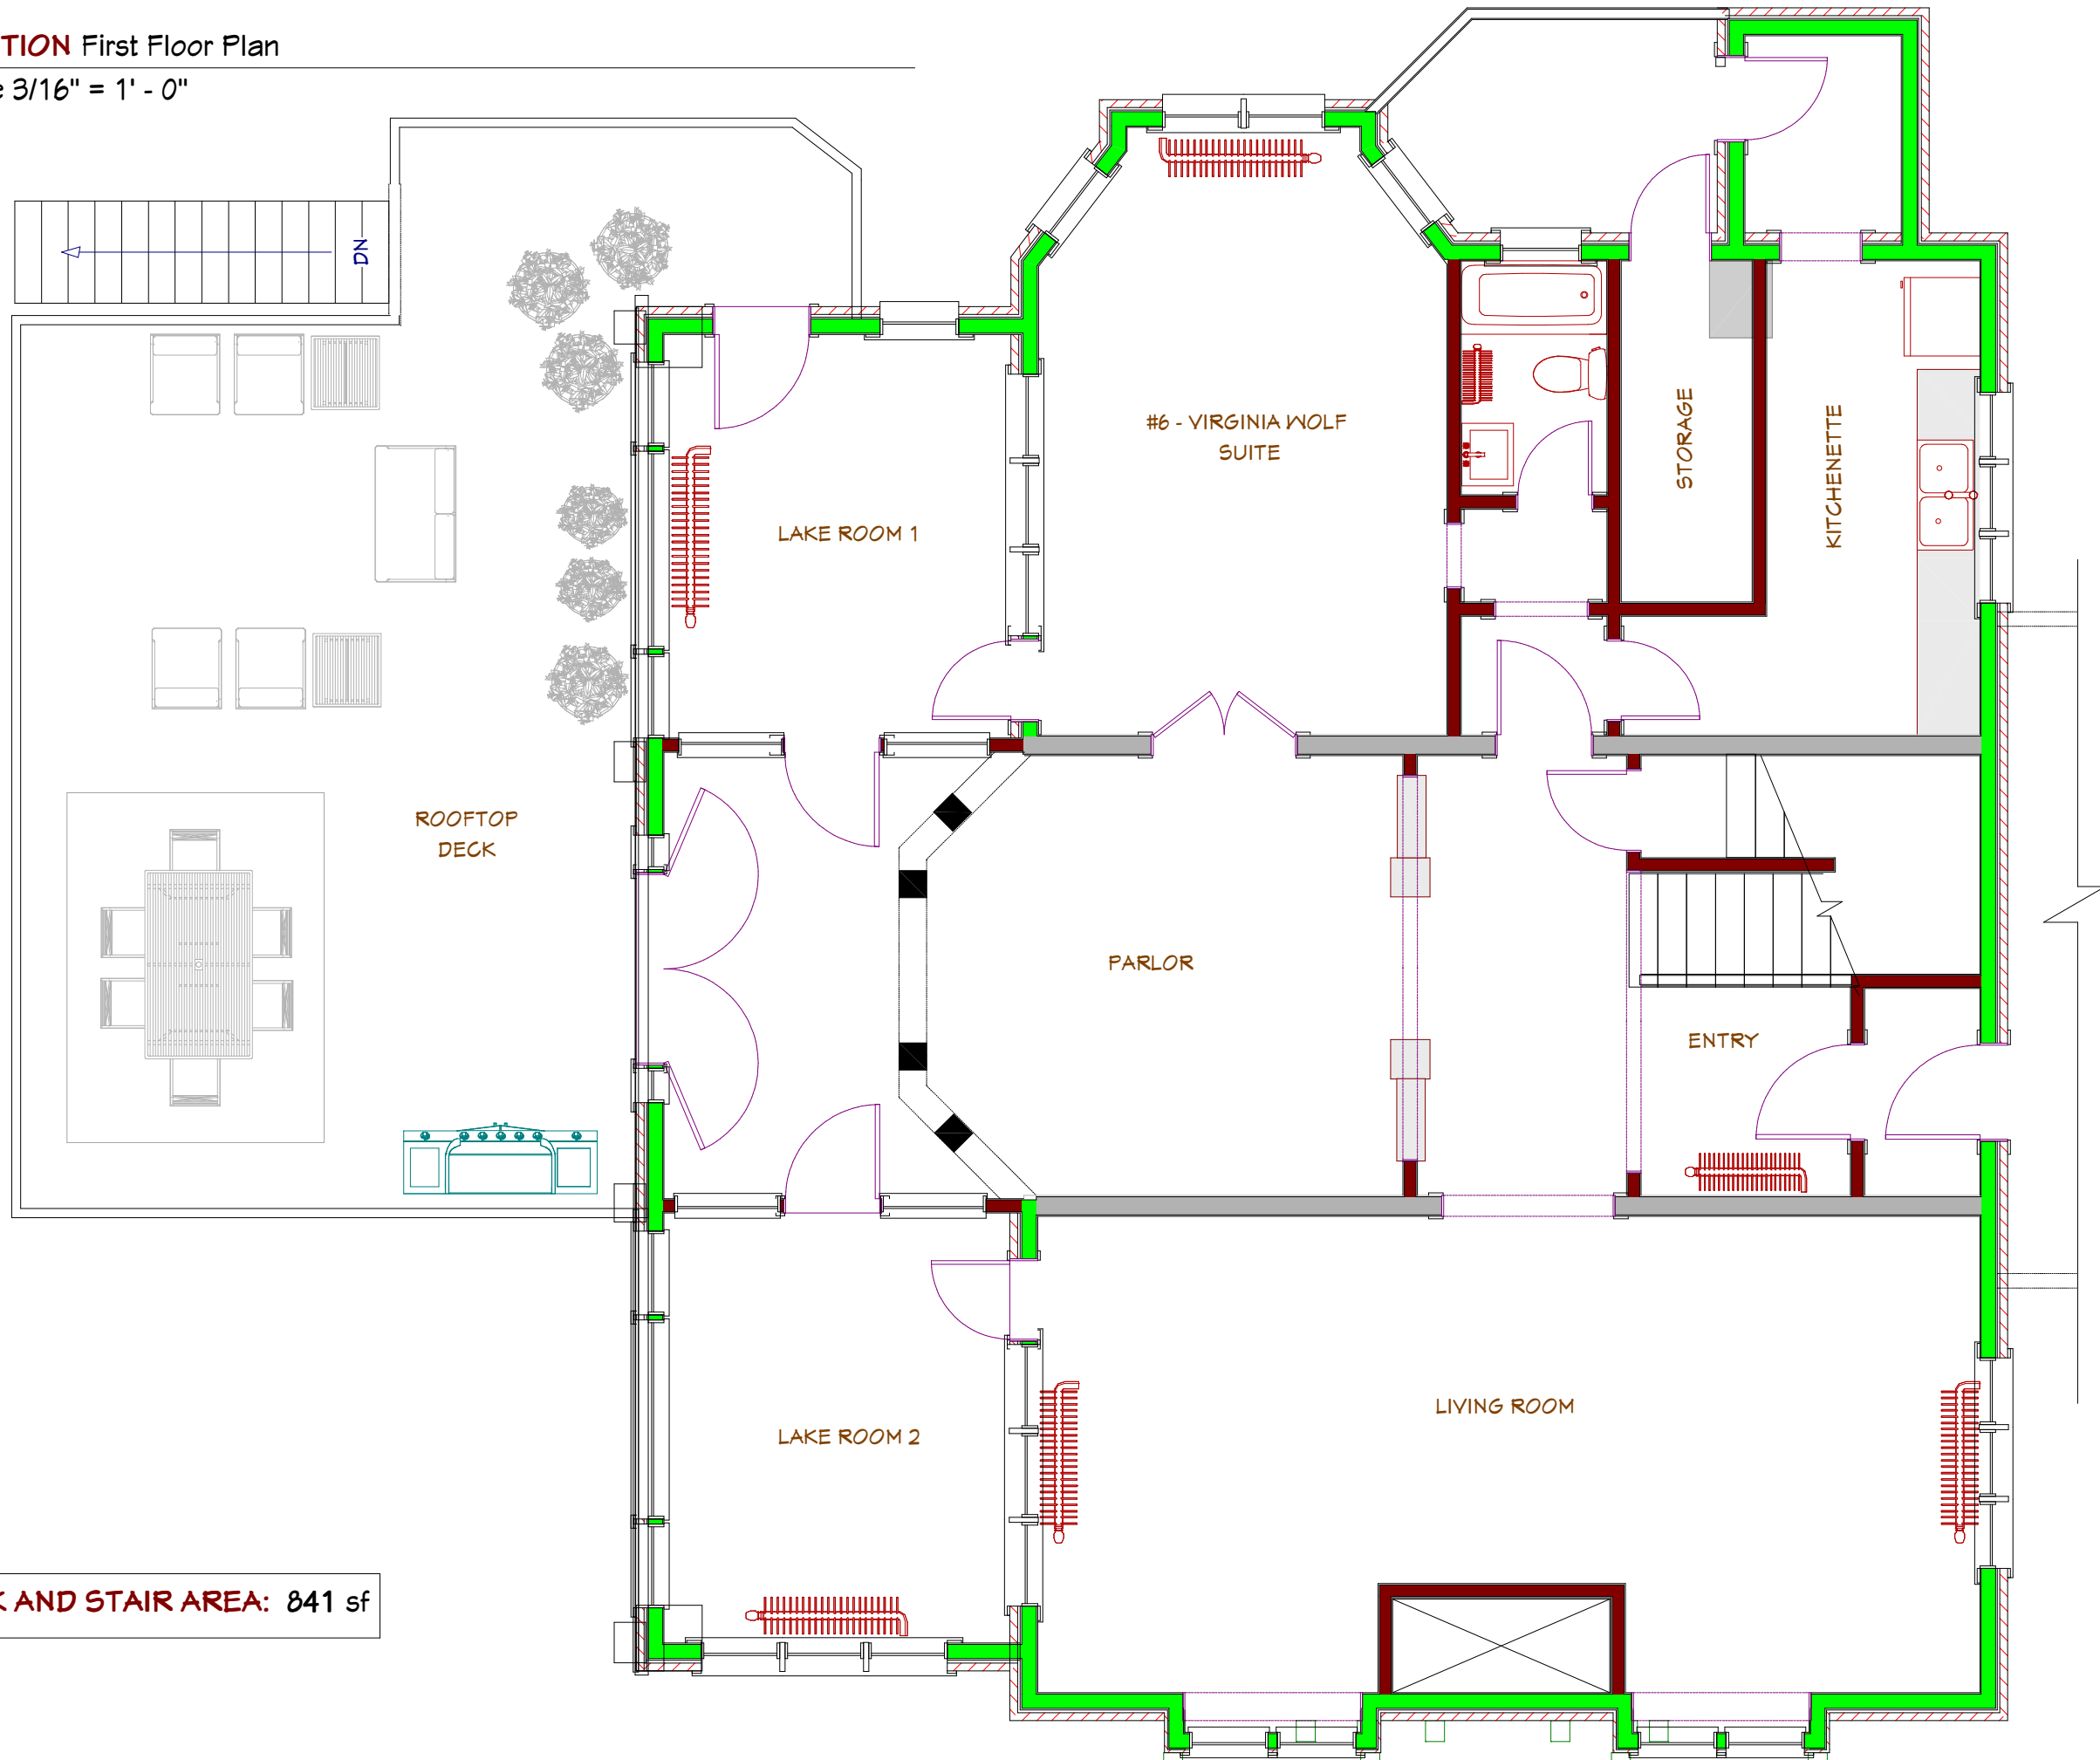 TION First Floor Plan
3/16" = 1' - 0"
DN
#6 - VIRGINIA WOLF
SUITE
STORAGE
KITCHENETTE
LAKE ROOM 1
ROOFTOP
DECK
PARLOR
ENTRY
LIVING ROOM
LAKE ROOM 2
AND STAIR AREA: 841 sf